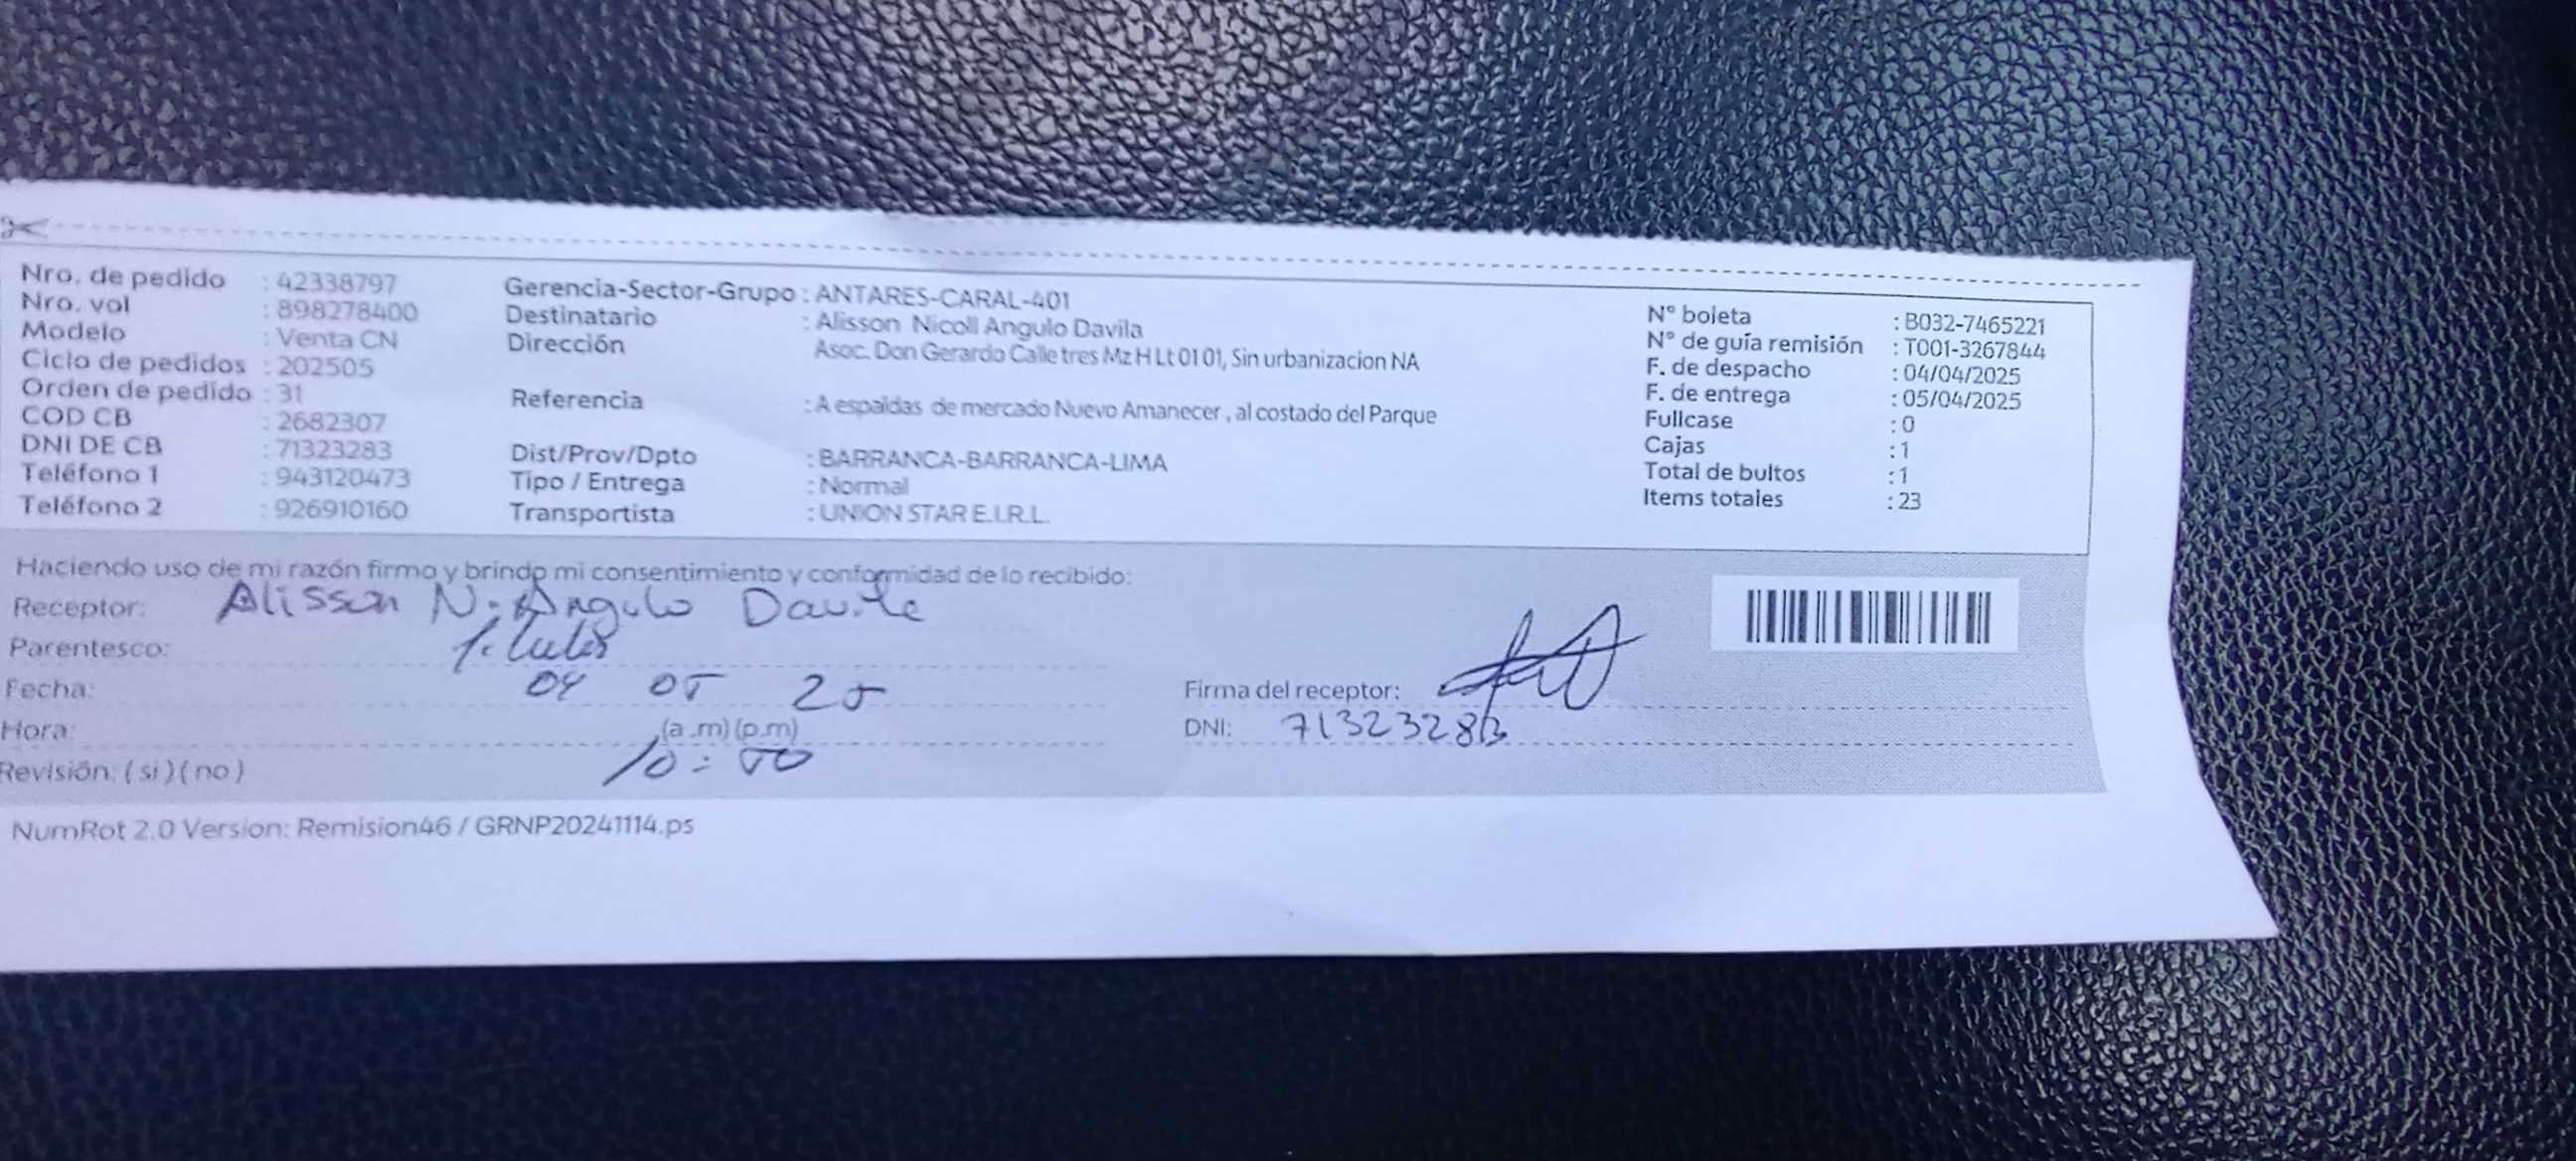 Nro. de pedido : 42338797
Nro. vol : 898278400
Modelo : Venta CN
Ciclo de pedidos : 202505
Orden de pedido : 31
COD CB : 2682307
DNI DE CB : 71323283
Teléfono 1 : 943120473
Teléfono 2 : 926910160
Gerencia-Sector-Grupo : ANTARES-CARAL-401
Destinatario : Alisson Nicoll Angulo Davila
Dirección Asoc. Don Gerardo Calle tres Mz H Lt 01 01, Sin urbanizacion NA
Referencia : A espaldas de mercado Nuevo Amanecer , al costado del Parque
Dist/Prov/Dpto : BARRANCA-BARRANCA-LIMA
Tipo / Entrega : Normal
Transportista : UNION STAR E.I.R.L.
N° boleta : B032-7465221
N° de guía remisión : T001-3267844
F. de despacho : 04/04/2025
F. de entrega : 05/04/2025
Fullcase : 0
Cajas : 1
Total de bultos : 1
Items totales : 23
Haciendo uso de mi razón firmo y brindo mi consentimiento y conformidad de lo recibido:
Receptor: Alisson N. Angulo Davila
Parentesco: Titular
Fecha: 04 05 25
Hora: (a .m) (p.m)
10:00
Revisión: ( si ) ( no )
Firma del receptor:
DNI: 71323283
NumRot 2.0 Version: Remision46 / GRNP20241114.ps